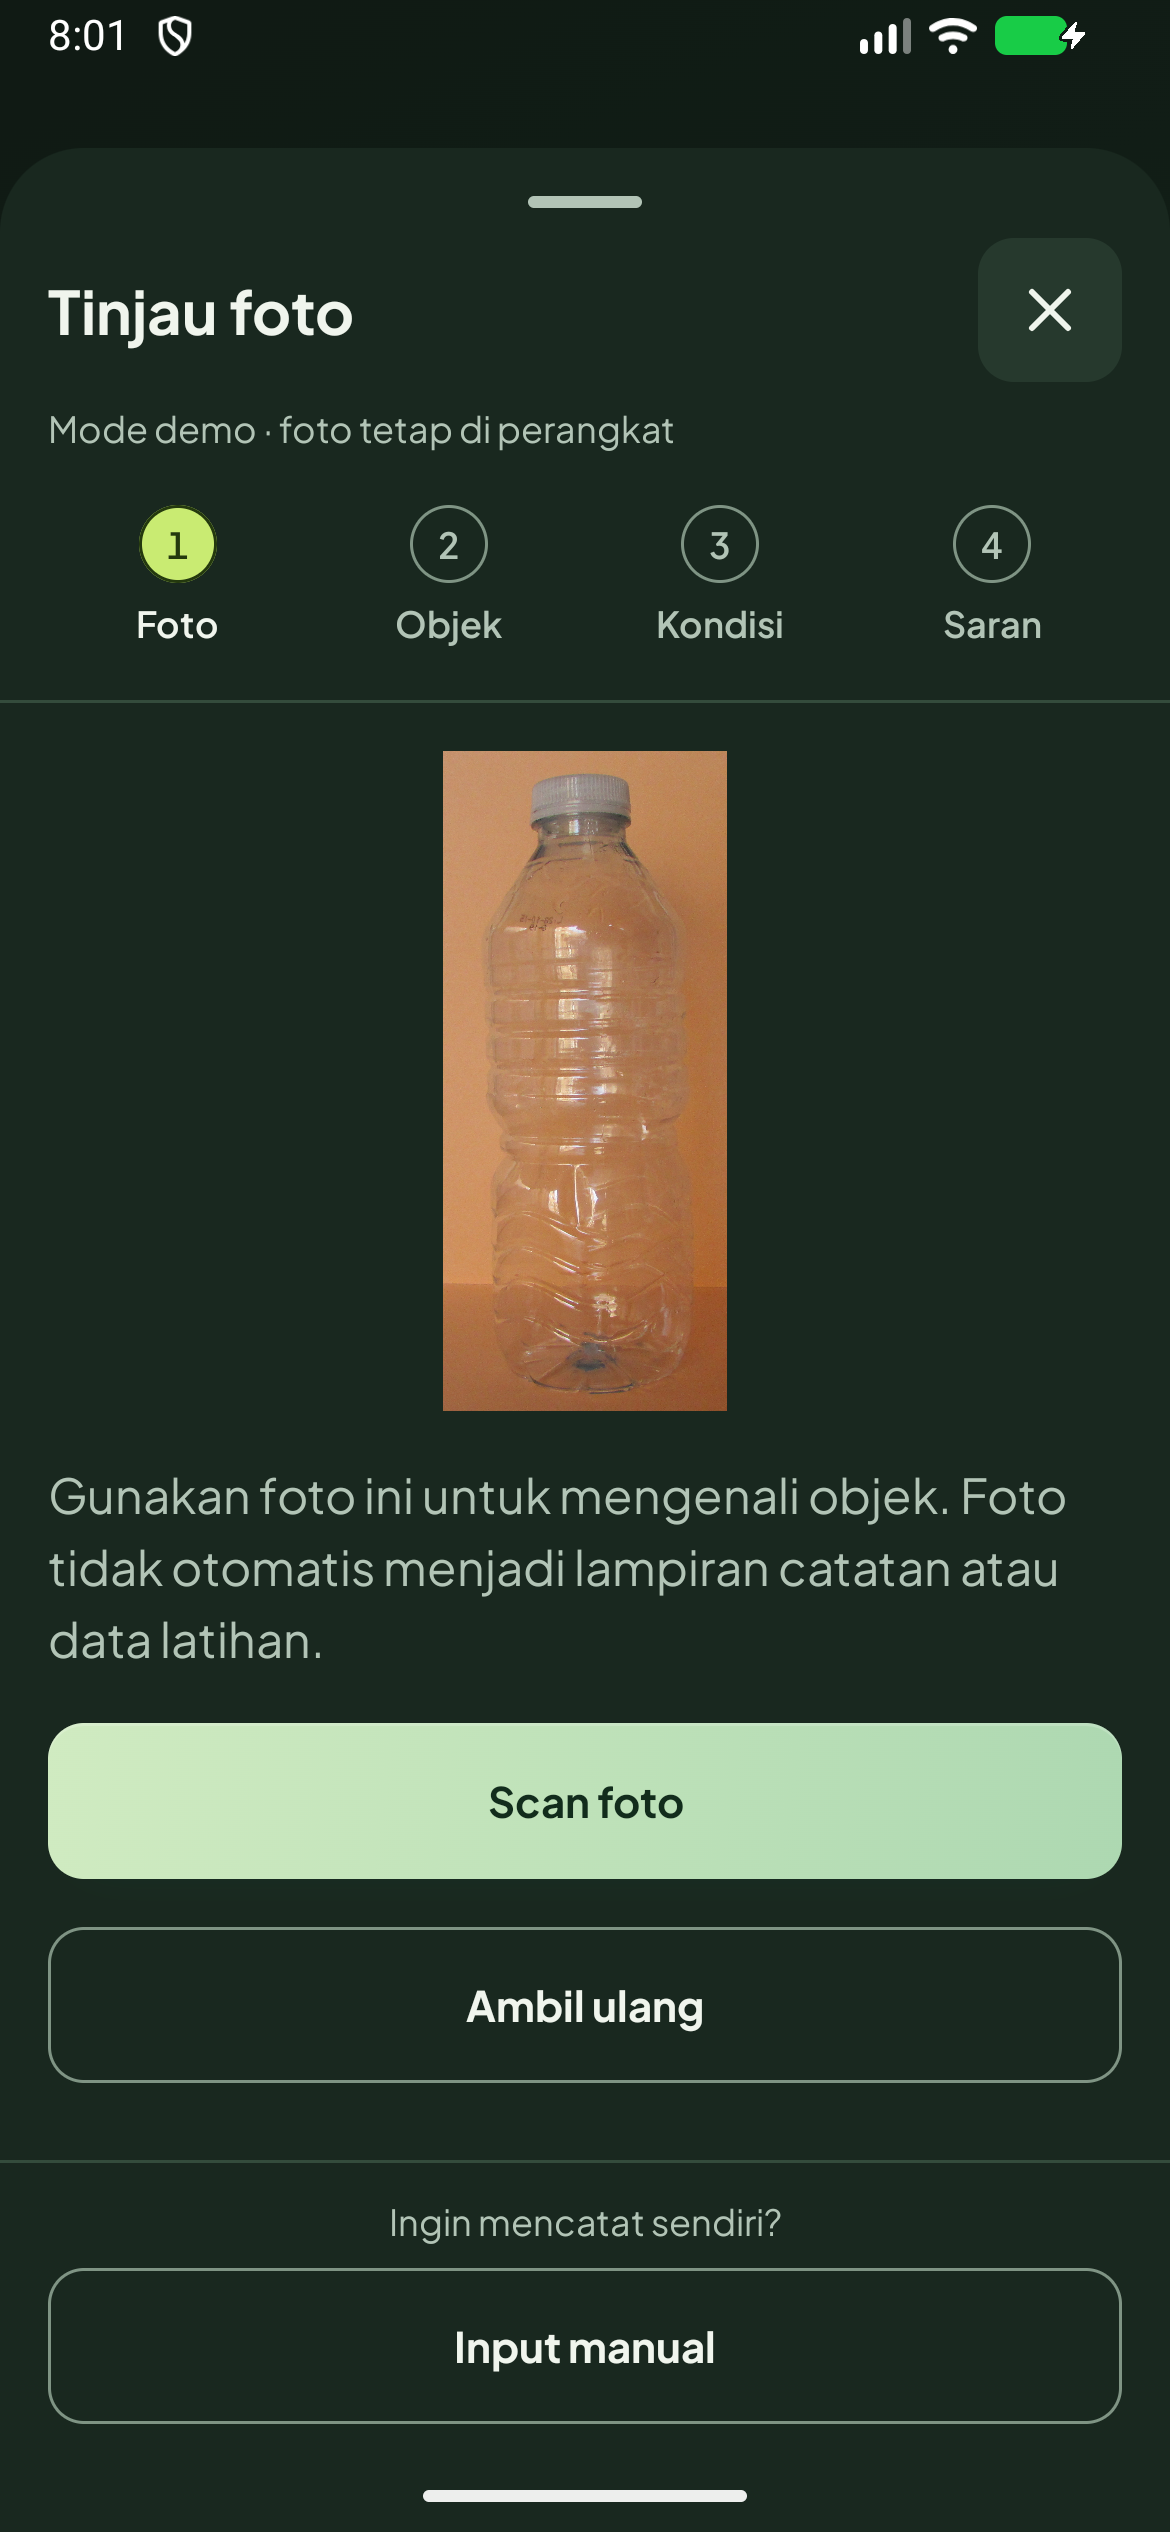 8:01
Tinjau foto
Mode demo · foto tetap di perangkat
1 2 3 4
Foto Objek Kondisi Saran
Gunakan foto ini untuk mengenali objek. Foto
tidak otomatis menjadi lampiran catatan atau
data latihan.
Scan foto
Ambil ulang
Ingin mencatat sendiri?
Input manual